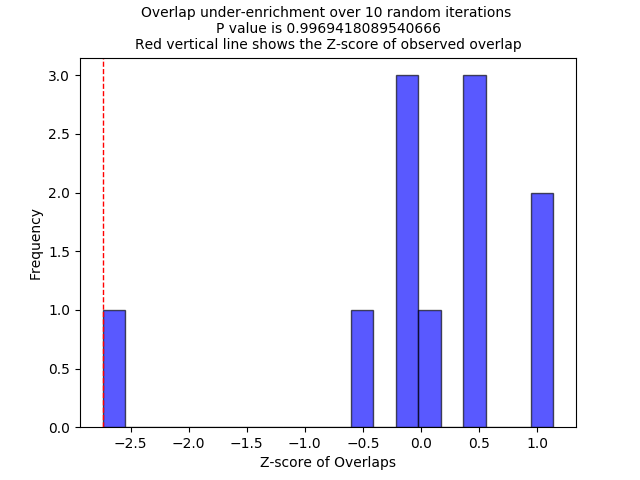 Overlap under-enrichment over 10 random iterations
P value is 0.9969418089540666
Red vertical line shows the Z-score of observed overlap
3.0
2.5
2.0
1.5
1.0
0.5
0.0
Frequency
−2.5 −2.0 −1.5 −1.0 −0.5 0.0 0.5 1.0
Z-score of Overlaps